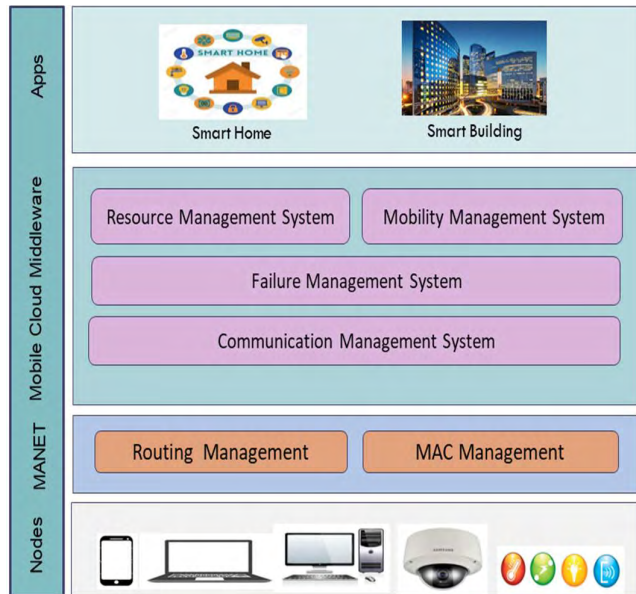 Apps
SMART HOME
Smart Home
Smart Building
Mobile Cloud Middleware
Resource Management System
Mobility Management System
Failure Management System
Communication Management System
MANET
Routing Management
MAC Management
Nodes
SAMSUNG